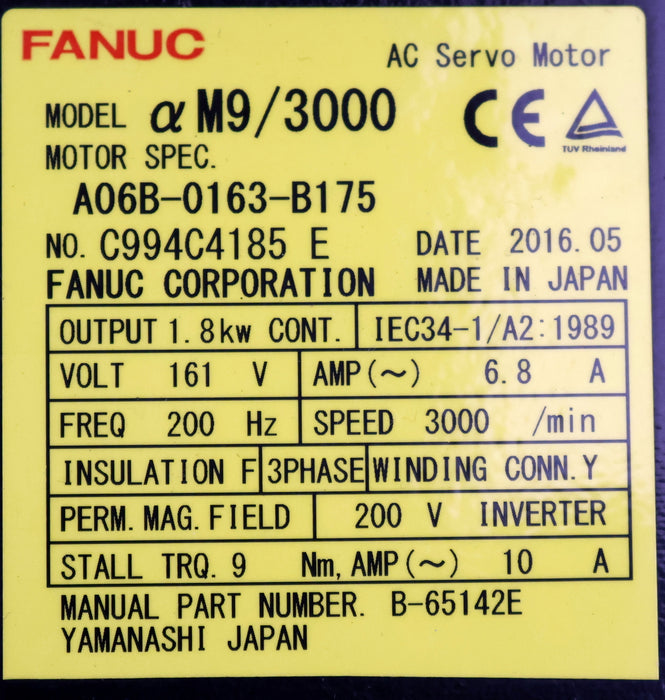 FANUC AC Servo Motor
MODEL αM9/3000 CE
TUV Rheinland
MOTOR SPEC.
A06B-0163-B175
NO. C994C4185 E DATE 2016.05
FANUC CORPORATION MADE IN JAPAN
OUTPUT 1.8kw CONT. IEC34-1/A2:1989
VOLT 161 V AMP(~) 6.8 A
FREQ 200 Hz SPEED 3000 /min
INSULATION F 3PHASE WINDING CONN.Y
PERM.MAG.FIELD 200 V INVERTER
STALL TRQ.9 Nm,AMP(~) 10 A
MANUAL PART NUMBER. B-65142E
YAMANASHI JAPAN